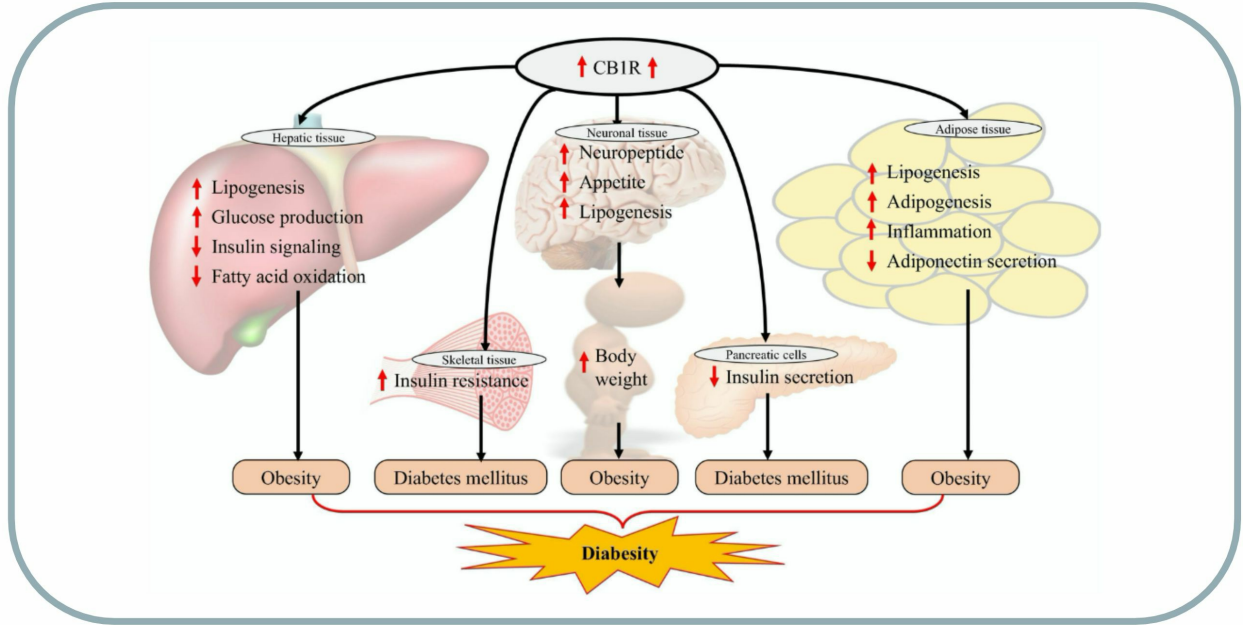 CB1R
Hepatic tissue
Lipogenesis
Glucose production
Insulin signaling
Fatty acid oxidation
Neuronal tissue
Neuropeptide
Appetite
Lipogenesis
Adipose tissue
Lipogenesis
Adipogenesis
Inflammation
Adiponectin secretion
Skeletal tissue
Insulin resistance
Body
weight
Pancreatic cells
Insulin secretion
Obesity
Diabetes mellitus
Obesity
Diabetes mellitus
Obesity
Diabesity